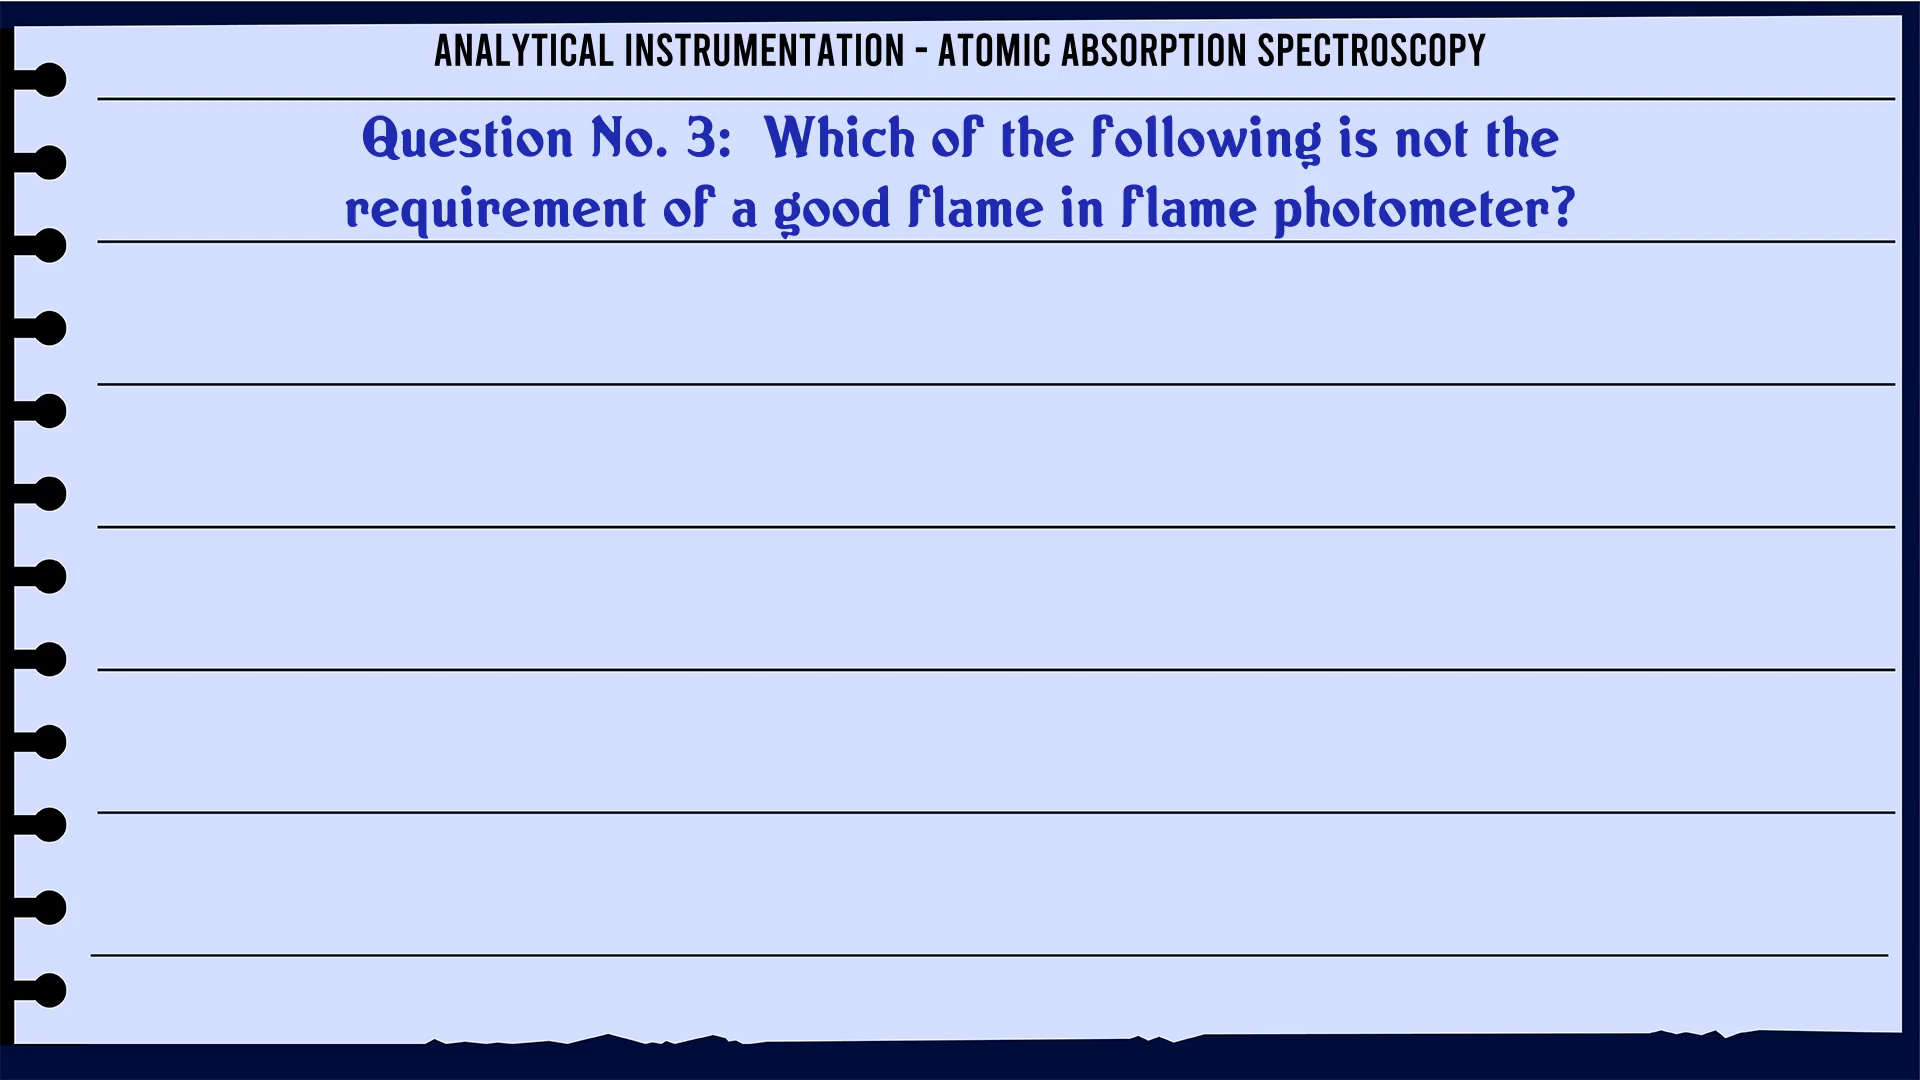 ANALYTICAL INSTRUMENTATION - ATOMIC ABSORPTION SPECTROSCOPY
Question No. 3: Which of the following is not the
requirement of a good flame in flame photometer?